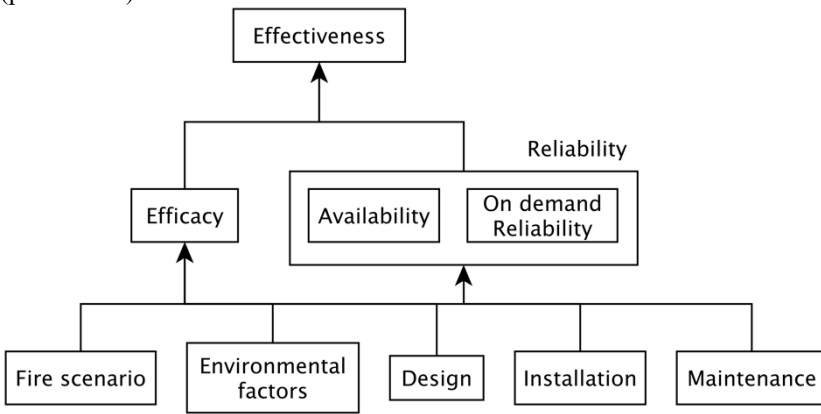 Effectiveness
Reliability
Efficacy
Availability
On demand
Reliability
Fire scenario
Environmental
factors
Design
Installation
Maintenance